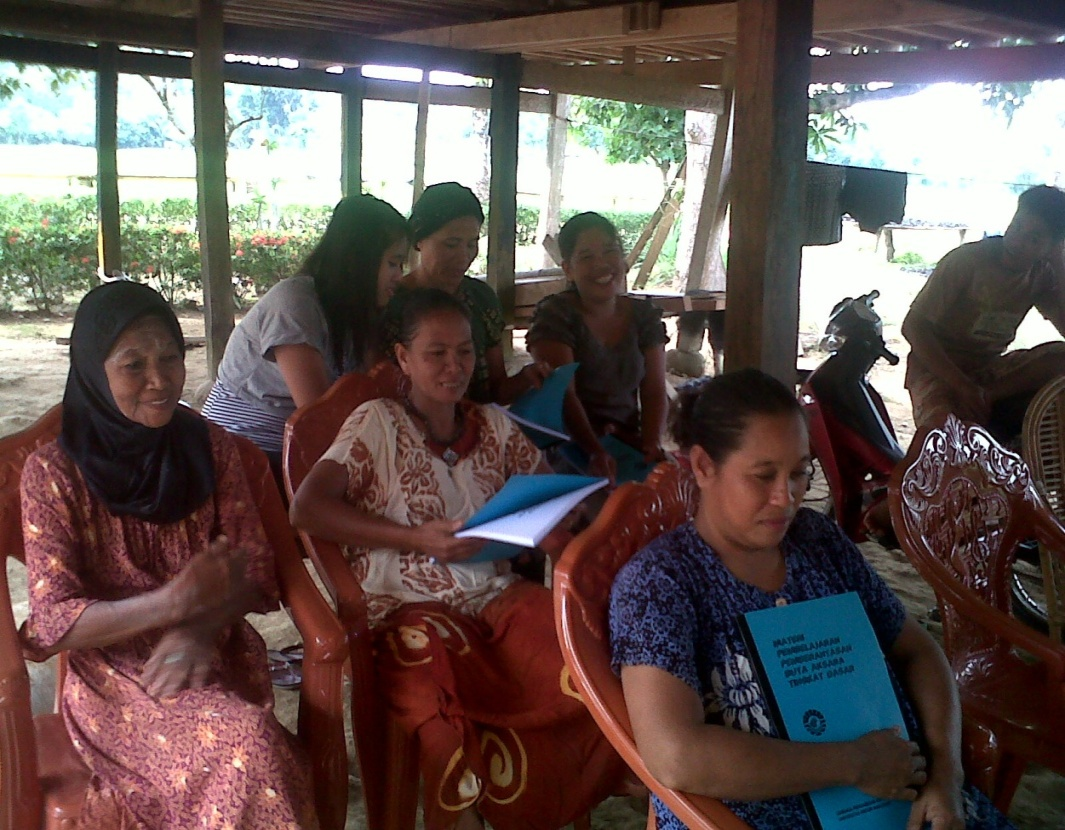 MATERI
PEMBELAJARAN
PEMBERANTASAN
BUTA AKSARA
TINGKAT DASAR